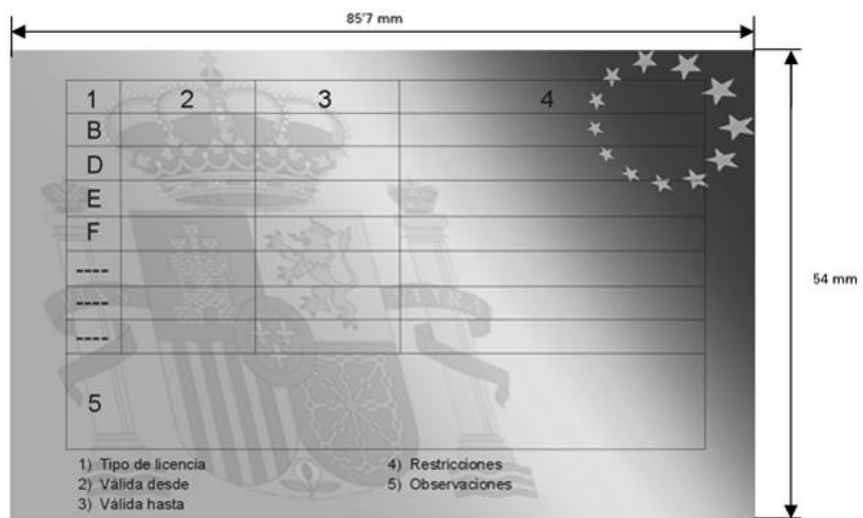 85'7 mm
1 2 3 4
B
D
E
F
----
----
----
5
54 mm
1) Tipo de licencia
2) Válida desde
3) Válida hasta
4) Restricciones
5) Observaciones